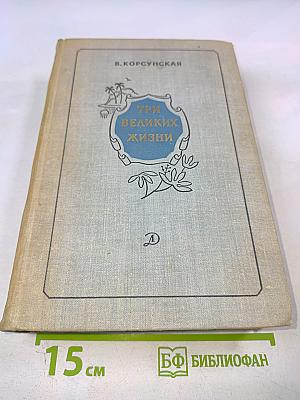 В. КОРСУНСКАЯ
ТРИ
ВЕЛИКИХ
ЖИЗНИ
Д
15 см
БФ БИБЛИОФАН